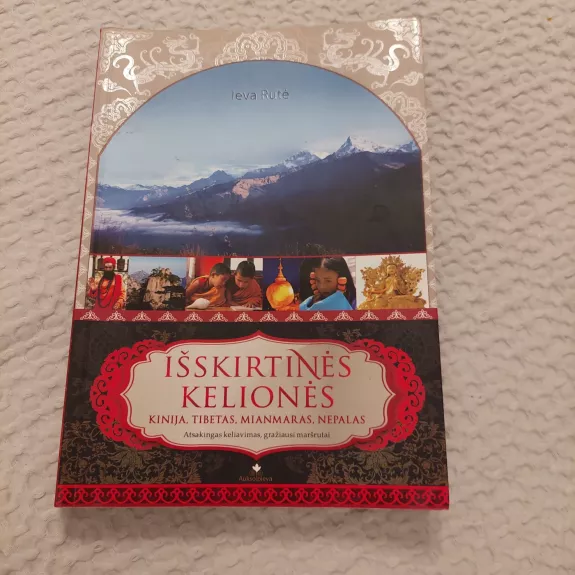 Ieva Rutė
IŠSKIRTINĖS
KELIONĖS
KINIJA, TIBETAS, MIANMARAS, NEPALAS
Atsakingas keliavimas, gražiausi maršrutai